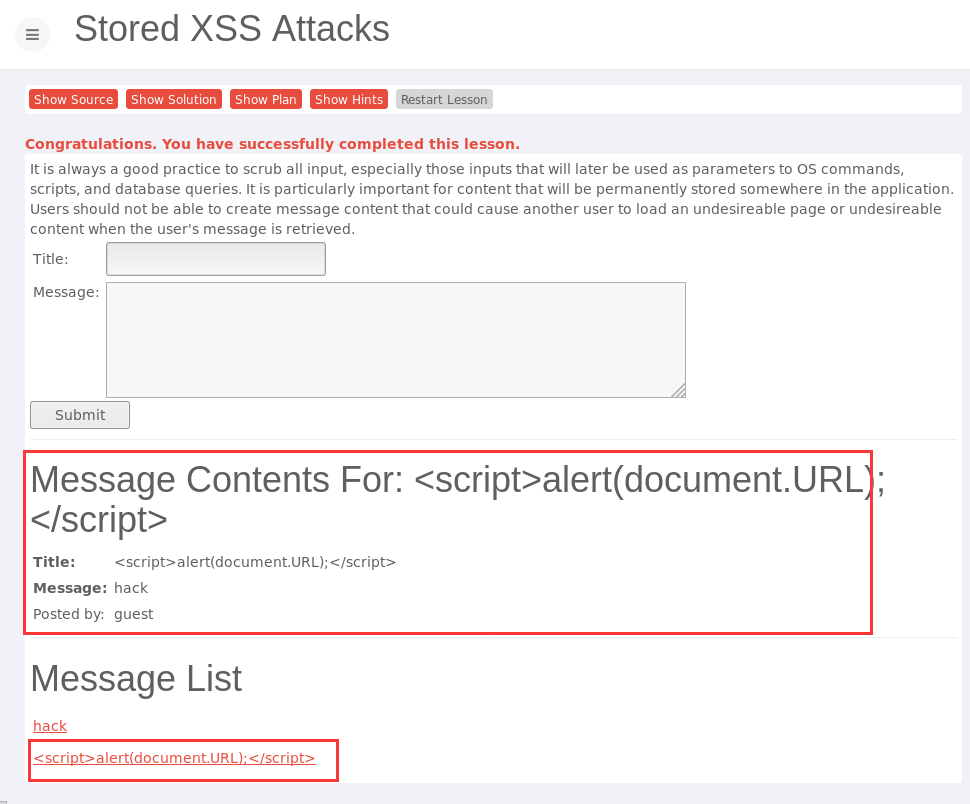 Stored XSS Attacks
Show Source Show Solution Show Plan Show Hints Restart Lesson
Congratulations. You have successfully completed this lesson.
It is always a good practice to scrub all input, especially those inputs that will later be used as parameters to OS commands,
scripts, and database queries. It is particularly important for content that will be permanently stored somewhere in the application.
Users should not be able to create message content that could cause another user to load an undesireable page or undesireable
content when the user's message is retrieved.
Title:
Message:
Submit
Message Contents For: <script>alert(document.URL);
</script>
Title: <script>alert(document.URL);</script>
Message: hack
Posted by: guest
Message List
hack
<script>alert(document.URL);</script>